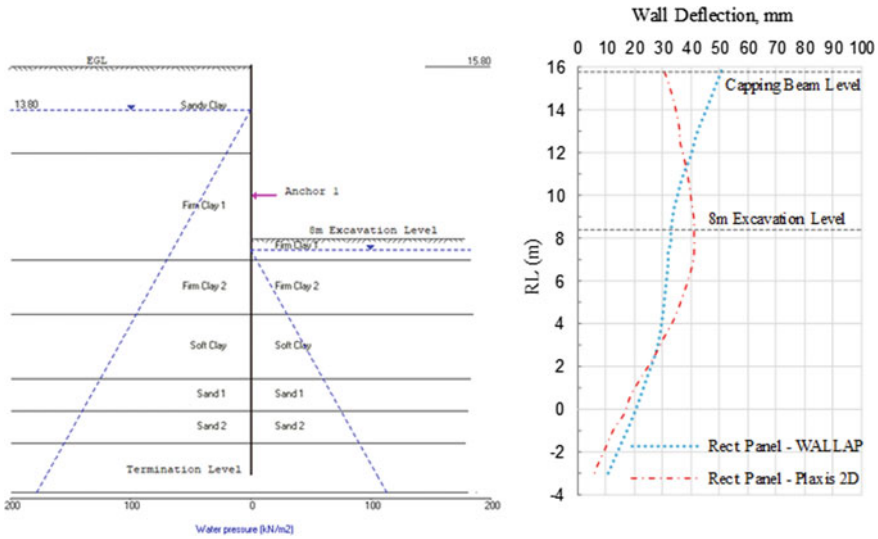 EGL
15.80
13.80
Sandy Clay
Firm Clay 1
Anchor 1
8m Excavation Level
Firm Clay 1
Firm Clay 2
Firm Clay 2
Soft Clay
Soft Clay
Sand 1
Sand 1
Sand 2
Sand 2
Termination Level
200
100
0
100
200
Water pressure (kN/m2)
Wall Deflection, mm
0 10 20 30 40 50 60 70 80 90 100
16
Capping Beam Level
14
12
10
8m Excavation Level
8
RL (m)
6
4
2
0
Rect Panel - WALLAP
-2
Rect Panel - Plaxis 2D
-4